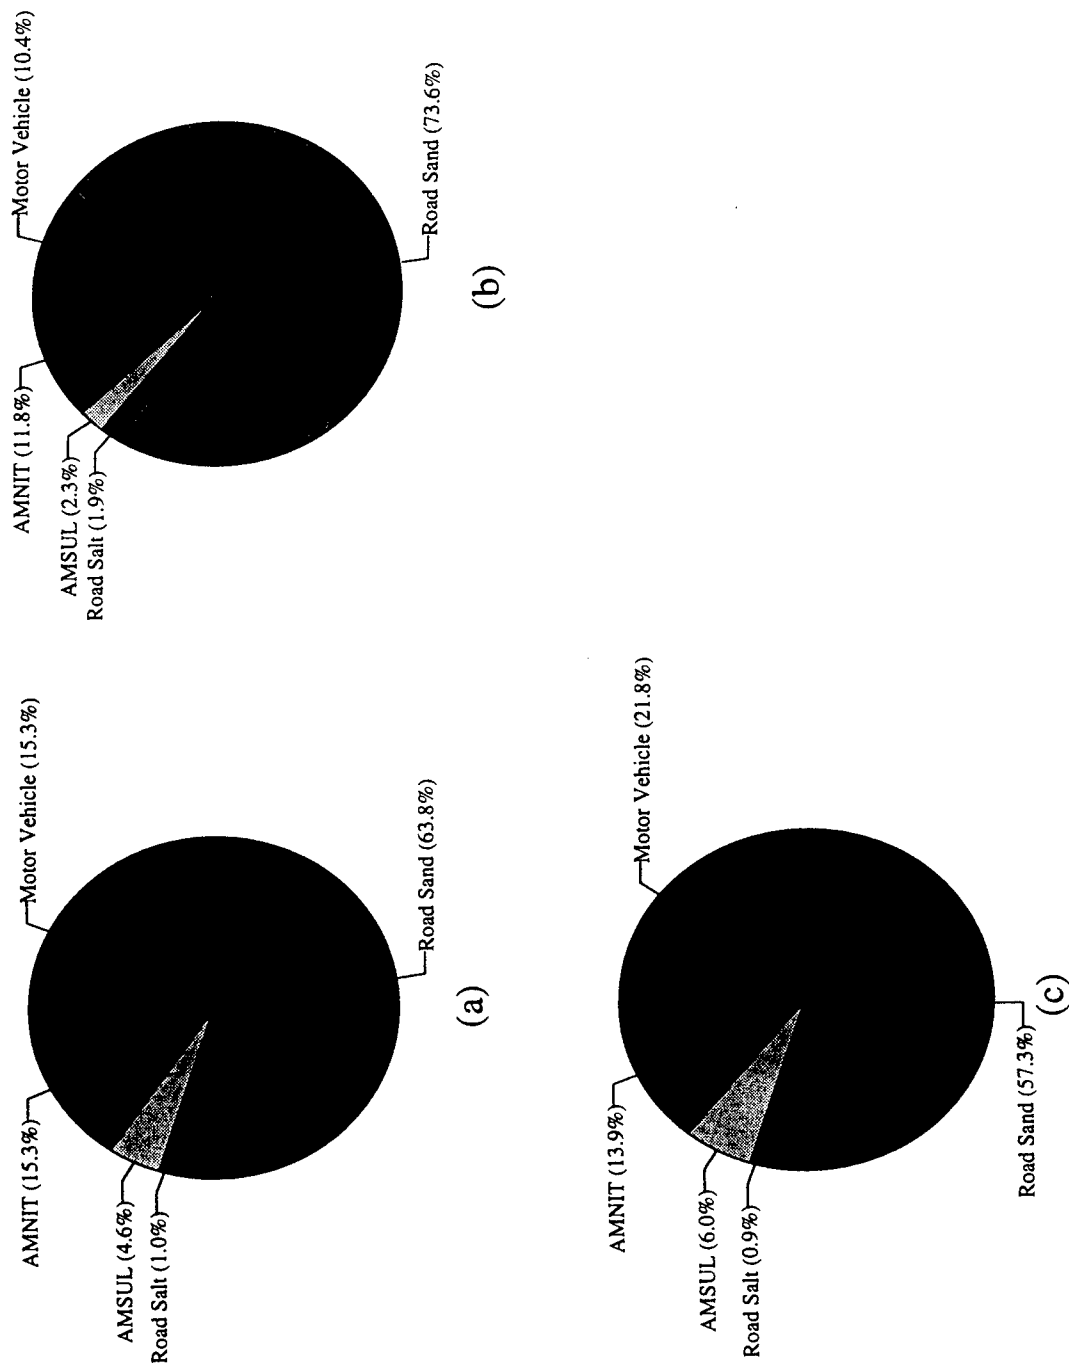 AMNIT (15.3%)
Motor Vehicle (15.3%)
AMSUL (4.6%)
Road Salt (1.0%)
Road Sand (63.8%)
(a)
AMNIT (11.8%)
Motor Vehicle (10.4%)
AMSUL (2.3%)
Road Salt (1.9%)
Road Sand (73.6%)
(b)
AMNIT (13.9%)
Motor Vehicle (21.8%)
AMSUL (6.0%)
Road Salt (0.9%)
Road Sand (57.3%)
(c)